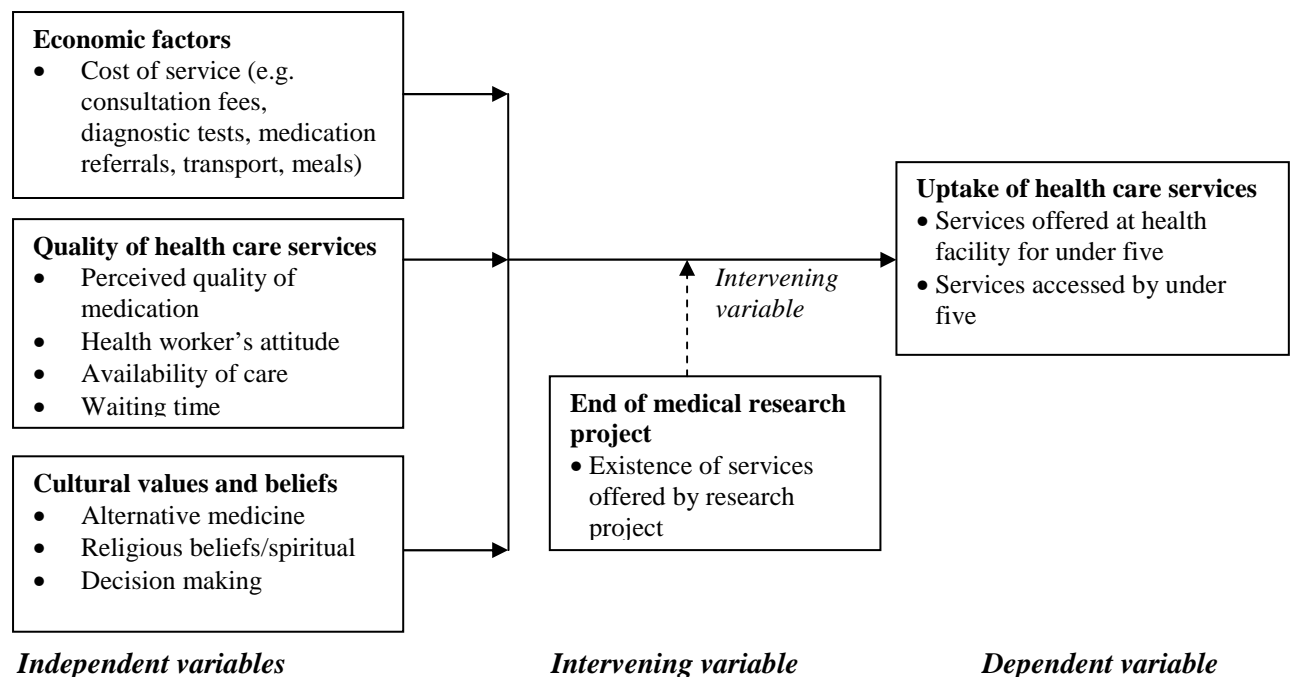 Economic factors
• Cost of service (e.g.
consultation fees,
diagnostic tests, medication
referrals, transport, meals)
Quality of health care services
• Perceived quality of
medication
• Health worker's attitude
• Availability of care
• Waiting time
Cultural values and beliefs
• Alternative medicine
• Religious beliefs/spiritual
• Decision making
Intervening
variable
End of medical research
project
• Existence of services
offered by research
project
Uptake of health care services
• Services offered at health
facility for under five
• Services accessed by under
five
Independent variables
Intervening variable
Dependent variable